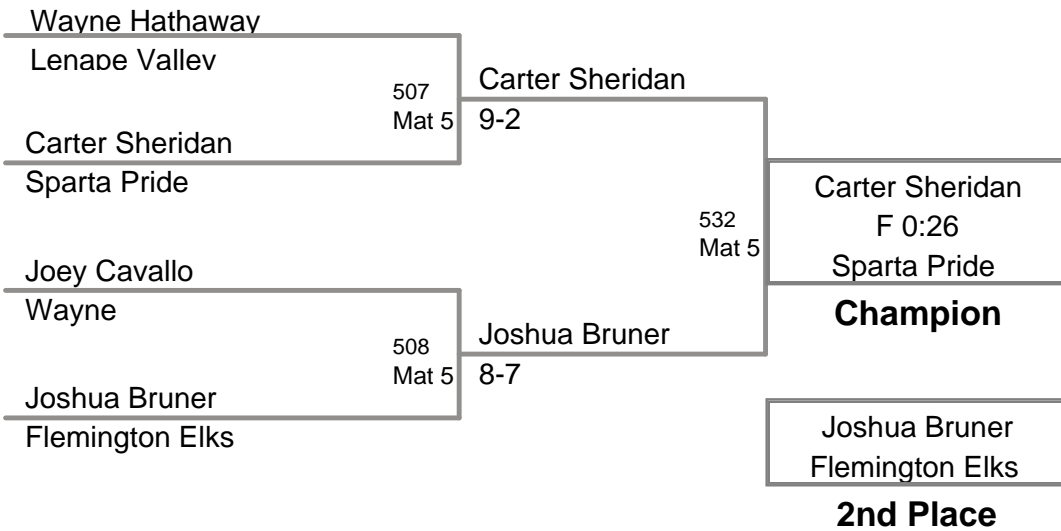 Wayne Hathaway
Lenape Valley
507
Mat 5
Carter Sheridan
9-2
Carter Sheridan
Sparta Pride
532
Mat 5
Carter Sheridan
F 0:26
Sparta Pride
Champion
Joey Cavallo
Wayne
508
Mat 5
Joshua Bruner
8-7
Joshua Bruner
Flemington Elks
Joshua Bruner
Flemington Elks
2nd Place